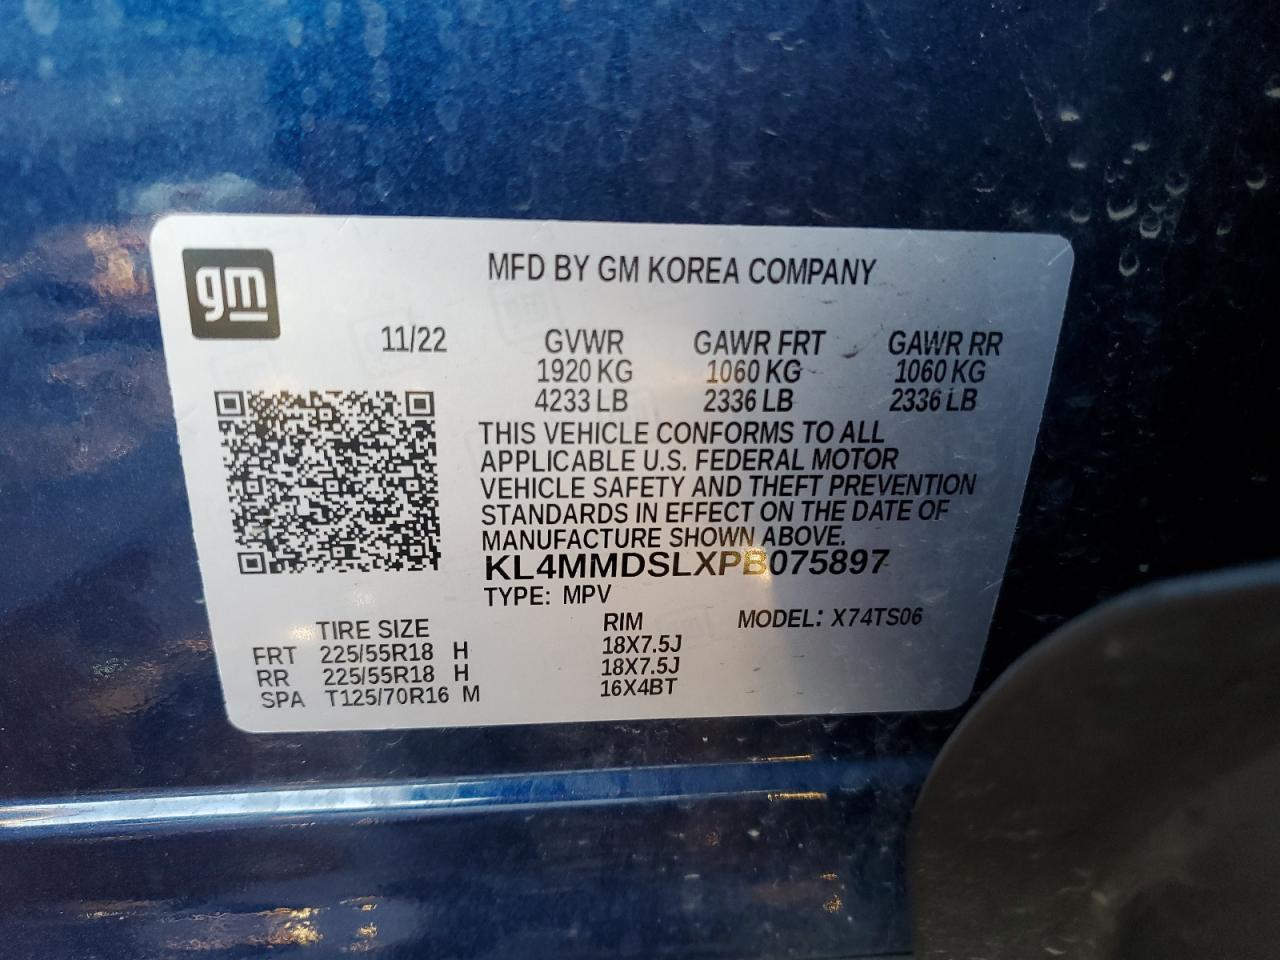 gm
MFD BY GM KOREA COMPANY
11/22 GVWR GAWR FRT GAWR RR
1920 KG 1060 KG 1060 KG
4233 LB 2336 LB 2336 LB
THIS VEHICLE CONFORMS TO ALL
APPLICABLE U.S. FEDERAL MOTOR
VEHICLE SAFETY AND THEFT PREVENTION
STANDARDS IN EFFECT ON THE DATE OF
MANUFACTURE SHOWN ABOVE.
KL4MMDSLXPB075897
TYPE: MPV
TIRE SIZE RIM MODEL: X74TS06
FRT 225/55R18 H 18X7.5J
RR 225/55R18 H 18X7.5J
SPA T125/70R16 M 16X4BT